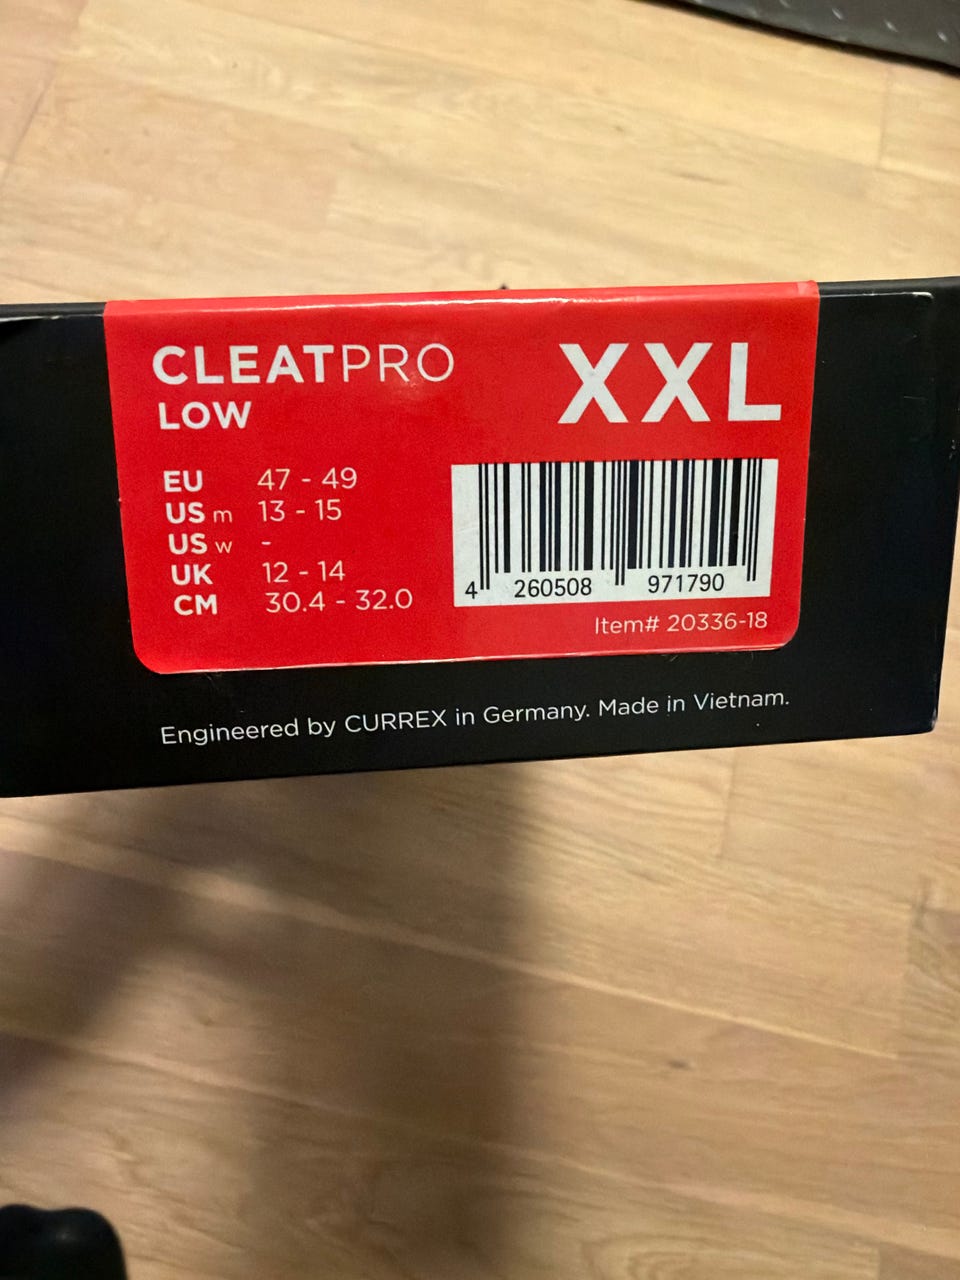 CLEATPRO
LOW
XXL
EU 47 - 49
US m 13 - 15
US w -
UK 12 - 14
CM 30.4 - 32.0
4 260508 971790
Item# 20336-18
Engineered by CURREX in Germany. Made in Vietnam.